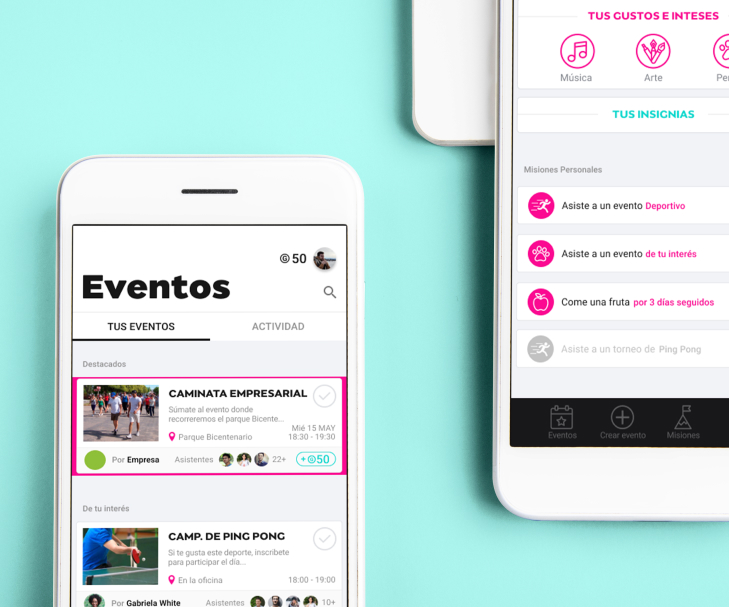 TUS GUSTOS E INTESES
Música
Arte
TUS INSIGNIAS
Misiones Personales
Asiste a un evento Deportivo
Asiste a un evento de tu interés
Come una fruta por 3 días seguidos
Asiste a un torneo de Ping Pong
Eventos
Crear evento
Misiones
50
Eventos
TUS EVENTOS
ACTIVIDAD
Destacados
CAMINATA EMPRESARIAL
Súmate al evento donde
recorreremos el parque Bicente...
Mié 15 MAY
Parque Bicentenario
18:30 - 19:30
Por Empresa
Asistentes
22+
+50
De tu interés
CAMP. DE PING PONG
Si te gusta este deporte, inscribete
para participar el día...
En la oficina
18:00 - 19:00
Por Gabriela White
Asistentes
10+